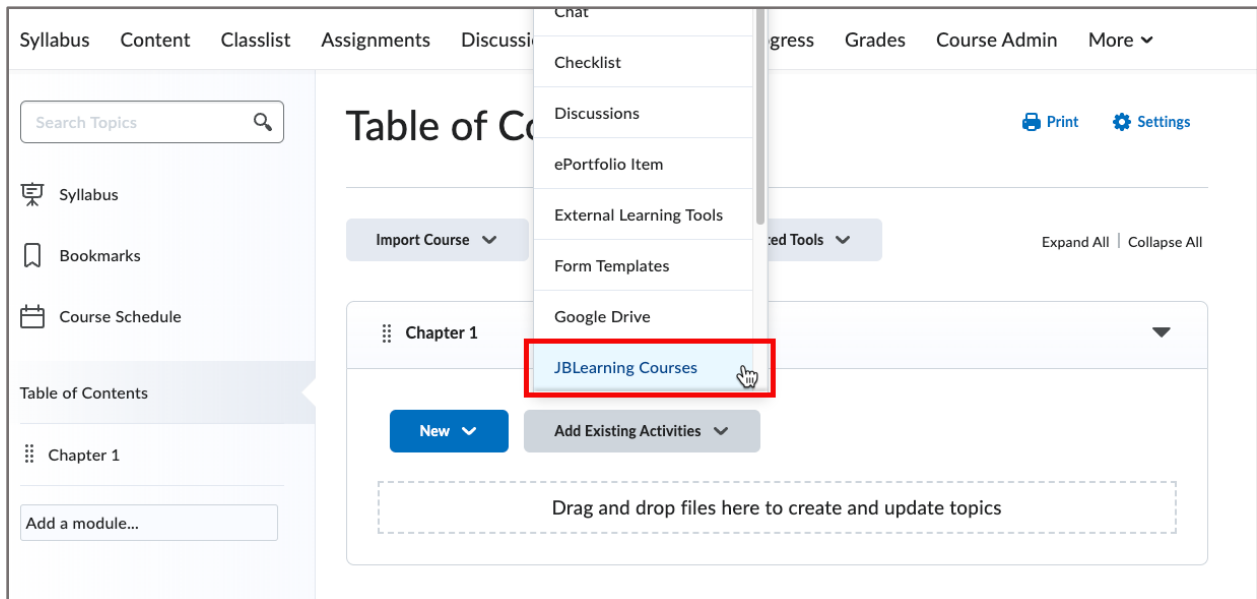 Chat
Syllabus Content Classlist Assignments Discussi gress Grades Course Admin More
Checklist
Search Topics
Table of Co
Discussions
Print Settings
ePortfolio Item
Syllabus
External Learning Tools
Import Course ted Tools Expand All Collapse All
Bookmarks
Form Templates
Google Drive
Course Schedule
Chapter 1
JBLearning Courses
Table of Contents
New Add Existing Activities
Chapter 1
Drag and drop files here to create and update topics
Add a module...